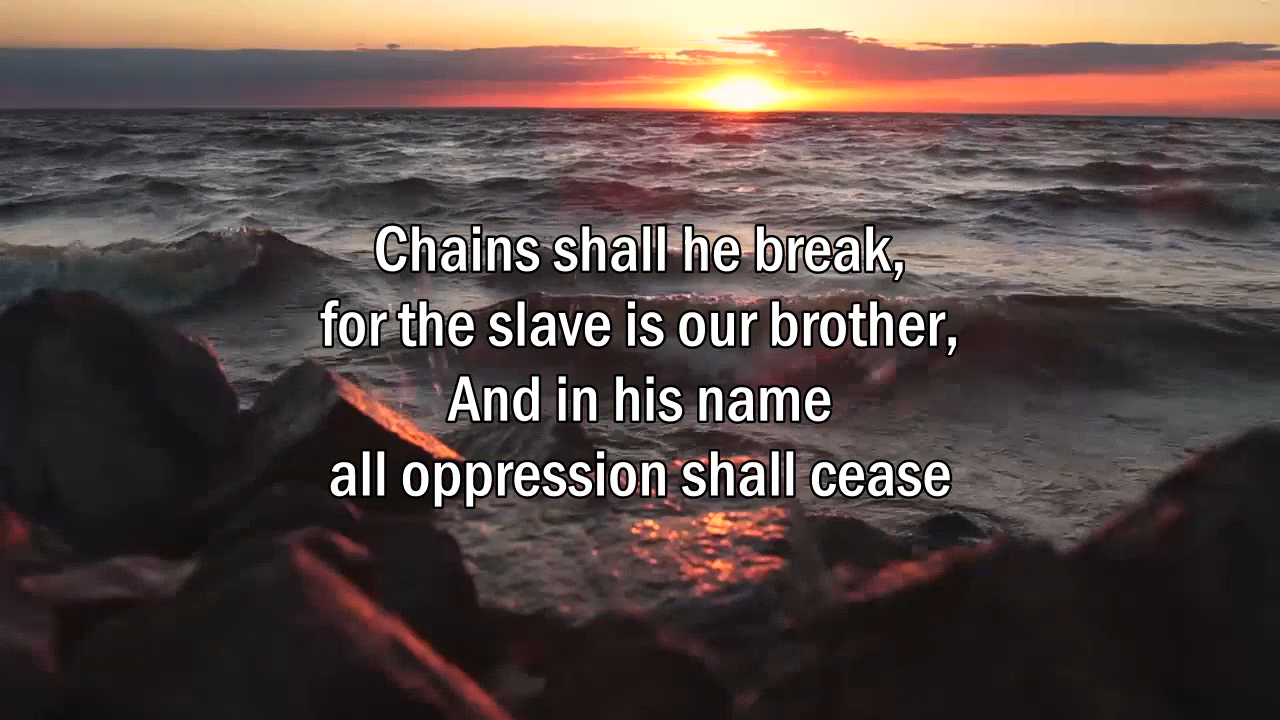 Chains shall he break,
for the slave is our brother,
And in his name
all oppression shall cease